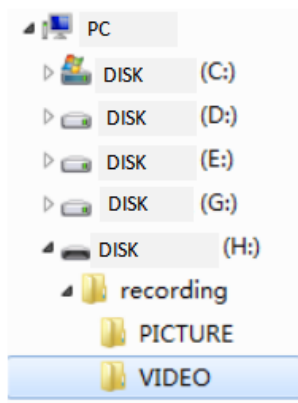 PC
DISK (C:)
DISK (D:)
DISK (E:)
DISK (G:)
DISK (H:)
recording
PICTURE
VIDEO